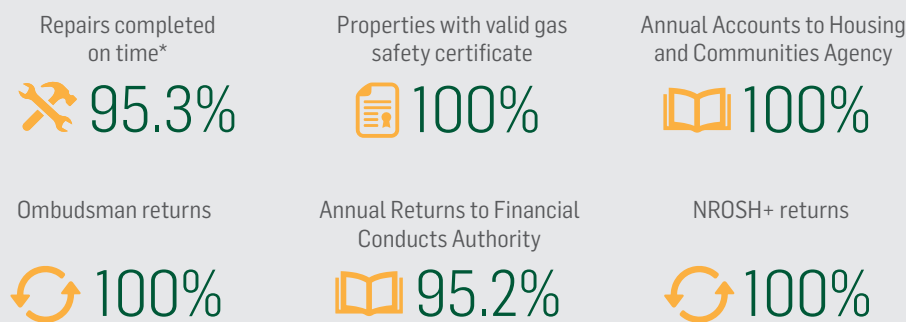 Repairs completed
on time*
95.3%
Properties with valid gas
safety certificate
100%
Annual Accounts to Housing
and Communities Agency
100%
Ombudsman returns
100%
Annual Returns to Financial
Conducts Authority
95.2%
NROSH+ returns
100%